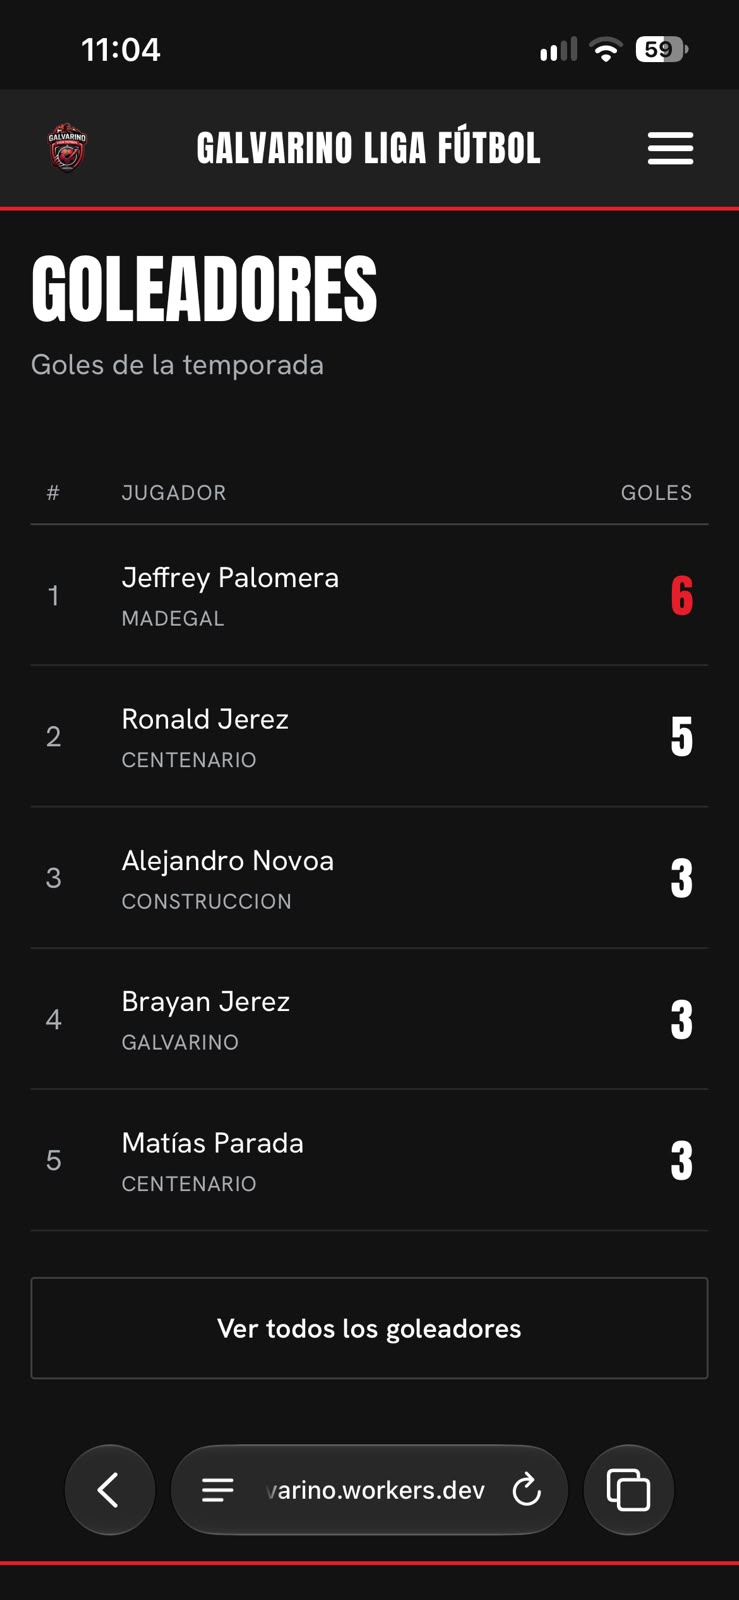 11:04
59
GALVARINO
GALVARINO LIGA FÚTBOL
GOLEADORES
Goles de la temporada
# JUGADOR GOLES
1 Jeffrey Palomera 6
MADEGAL
2 Ronald Jerez 5
CENTENARIO
3 Alejandro Novoa 3
CONSTRUCCION
4 Brayan Jerez 3
GALVARINO
5 Matías Parada 3
CENTENARIO
Ver todos los goleadores
varino.workers.dev